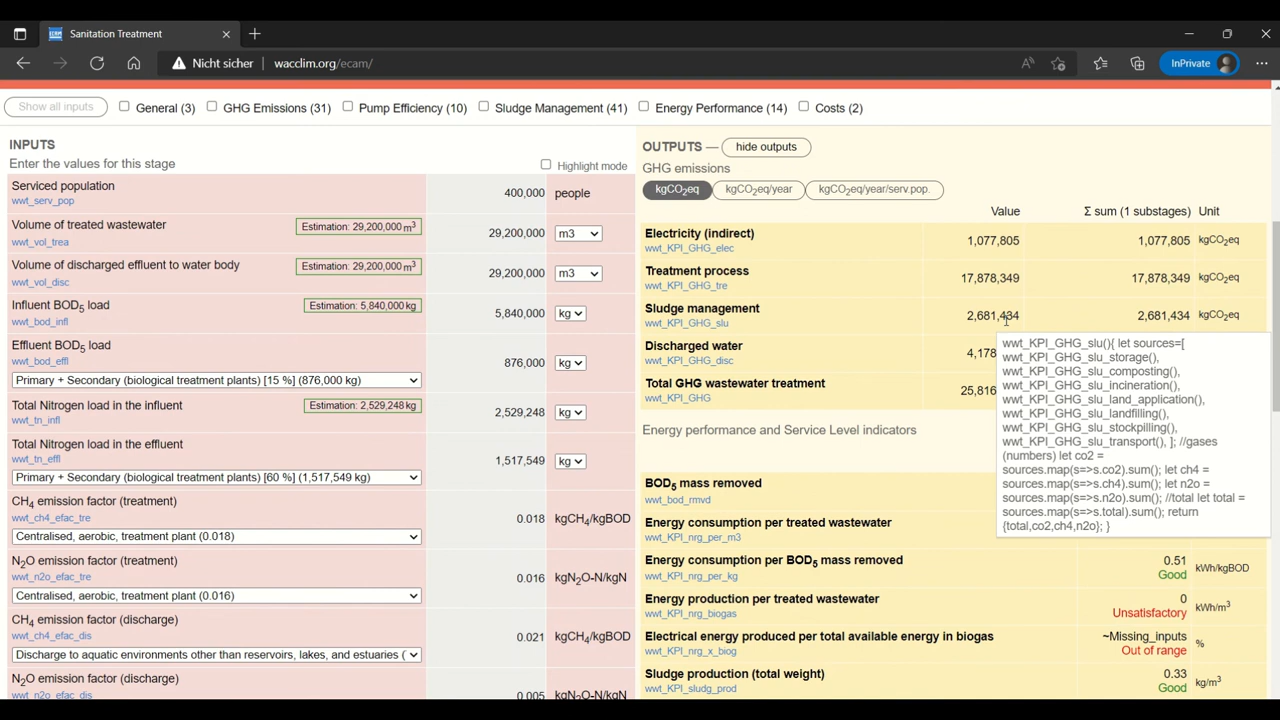 Sanitation Treatment
Nicht sicher | wacclim.org/ecam/
InPrivate
Show all inputs
General (3)
GHG Emissions (31)
Pump Efficiency (10)
Sludge Management (41)
Energy Performance (14)
Costs (2)
INPUTS
Enter the values for this stage
Highlight mode
Serviced population
wwt_serv_pop
400,000 people
Volume of treated wastewater
wwt_vol_trea
Estimation: 29,200,000 m³
29,200,000 m3
Volume of discharged effluent to water body
wwt_vol_disc
Estimation: 29,200,000 m³
29,200,000 m3
Influent BOD₅ load
wwt_bod_infl
Estimation: 5,840,000 kg
5,840,000 kg
Effluent BOD₅ load
wwt_bod_effl
Primary + Secondary (biological treatment plants) [15 %] (876,000 kg)
876,000 kg
Total Nitrogen load in the influent
wwt_tn_infl
Estimation: 2,529,248 kg
2,529,248 kg
Total Nitrogen load in the effluent
wwt_tn_effl
Primary + Secondary (biological treatment plants) [60 %] (1,517,549 kg)
1,517,549 kg
CH₄ emission factor (treatment)
wwt_ch4_efac_tre
Centralised, aerobic, treatment plant (0.018)
0.018 kgCH₄/kgBOD
N₂O emission factor (treatment)
wwt_n2o_efac_tre
Centralised, aerobic, treatment plant (0.016)
0.016 kgN₂O-N/kgN
CH₄ emission factor (discharge)
wwt_ch4_efac_dis
Discharge to aquatic environments other than reservoirs, lakes, and estuaries (
0.021 kgCH₄/kgBOD
N₂O emission factor (discharge)
wwt_n2o_efac_dis
0.005 kgN₂O-N/kgN
OUTPUTS — hide outputs
GHG emissions
kgCO₂eq
kgCO₂eq/year
kgCO₂eq/year/serv.pop.
Value Σ sum (1 substages) Unit
Electricity (indirect)
wwt_KPI_GHG_elec
1,077,805 1,077,805 kgCO₂eq
Treatment process
wwt_KPI_GHG_tre
17,878,349 17,878,349 kgCO₂eq
Sludge management
wwt_KPI_GHG_slu
2,681,434 2,681,434 kgCO₂eq
Discharged water
wwt_KPI_GHG_disc
4,178
Total GHG wastewater treatment
wwt_KPI_GHG
25,816
wwt_KPI_GHG_slu(){ let sources=[
wwt_KPI_GHG_slu_storage(),
wwt_KPI_GHG_slu_composting(),
wwt_KPI_GHG_slu_incineration(),
wwt_KPI_GHG_slu_land_application(),
wwt_KPI_GHG_slu_landfilling(),
wwt_KPI_GHG_slu_stockpilling(),
wwt_KPI_GHG_slu_transport(), ]; //gases
(numbers) let co2 =
sources.map(s=>s.co2).sum(); let ch4 =
sources.map(s=>s.ch4).sum(); let n2o =
sources.map(s=>s.n2o).sum(); //total let total =
sources.map(s=>s.total).sum(); return
{total,co2,ch4,n2o}; }
Energy performance and Service Level indicators
BOD₅ mass removed
wwt_bod_rmvd
Energy consumption per treated wastewater
wwt_KPI_nrg_per_m3
Energy consumption per BOD₅ mass removed
wwt_KPI_nrg_per_kg
0.51 kWh/kgBOD
Good
Energy production per treated wastewater
wwt_KPI_nrg_biogas
0 kWh/m³
Unsatisfactory
Electrical energy produced per total available energy in biogas
wwt_KPI_nrg_x_biog
~Missing_inputs %
Out of range
Sludge production (total weight)
wwt_KPI_sludg_prod
0.33 kg/m³
Good